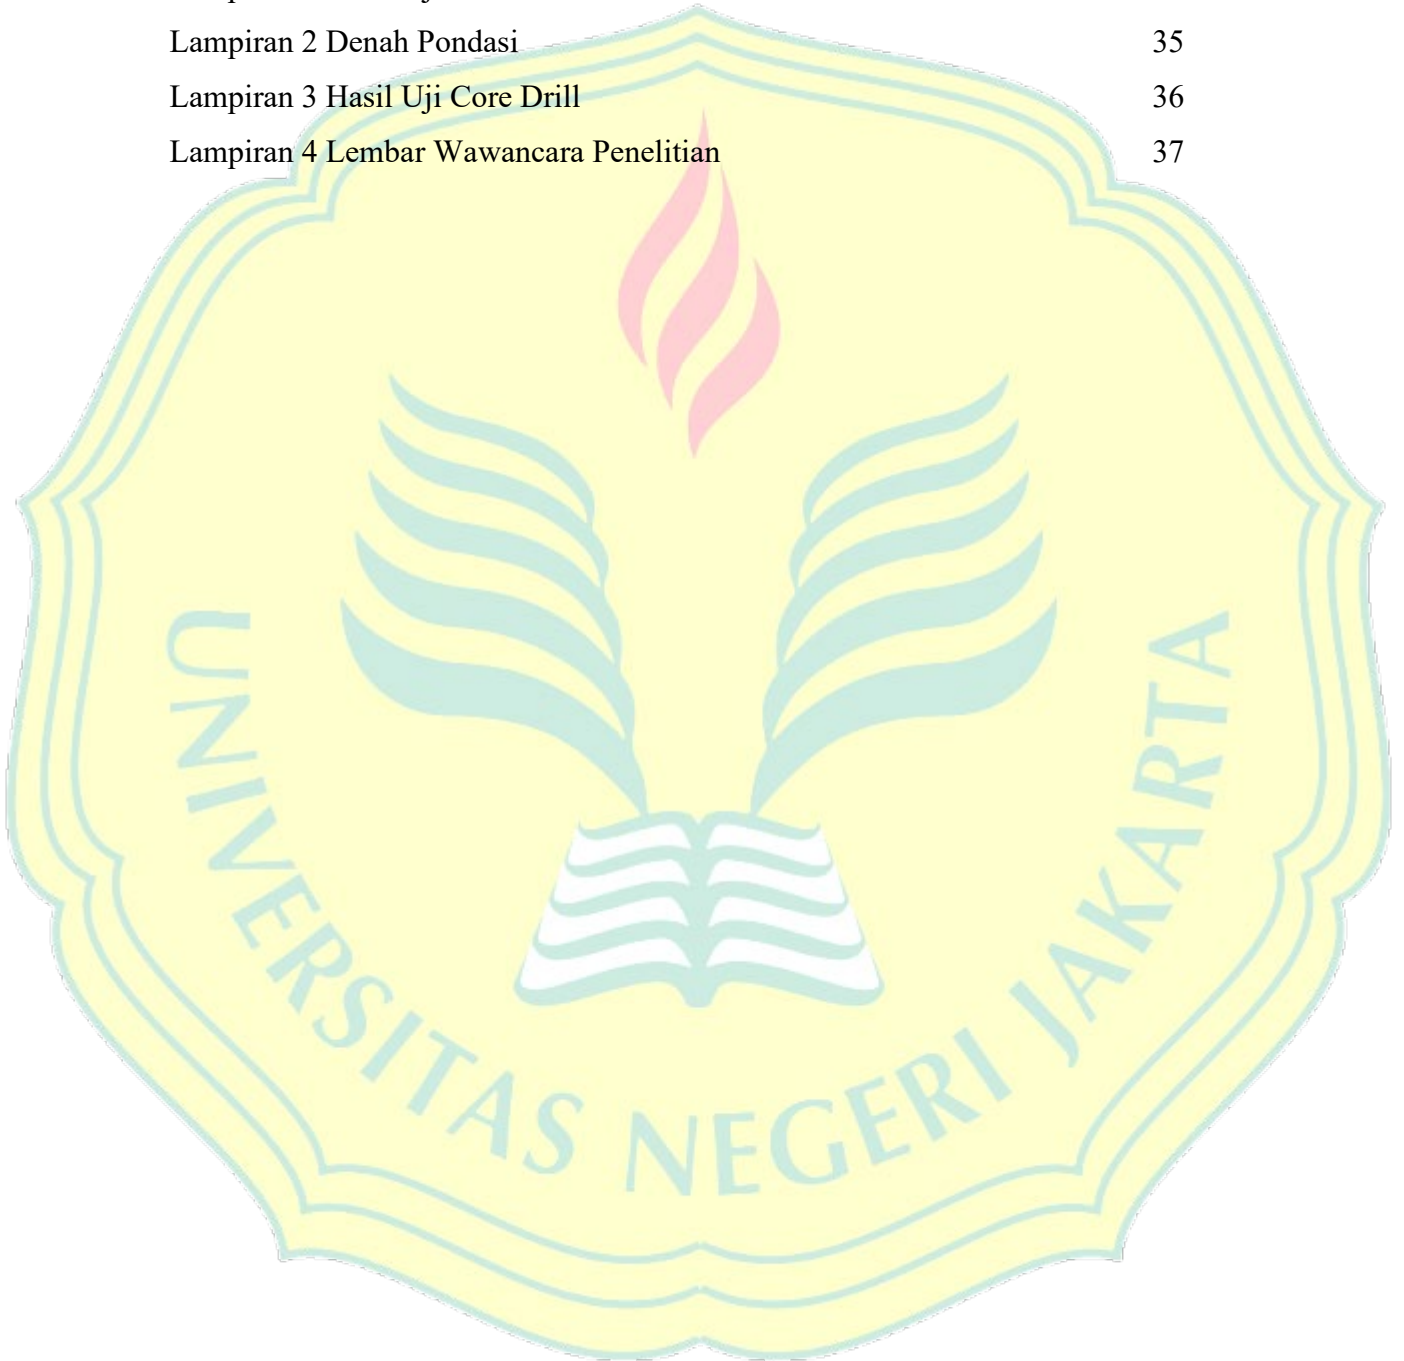 Lampiran 2 Denah Pondasi 35
Lampiran 3 Hasil Uji Core Drill 36
Lampiran 4 Lembar Wawancara Penelitian 37
UNIVERSITAS NEGERI JAKARTA